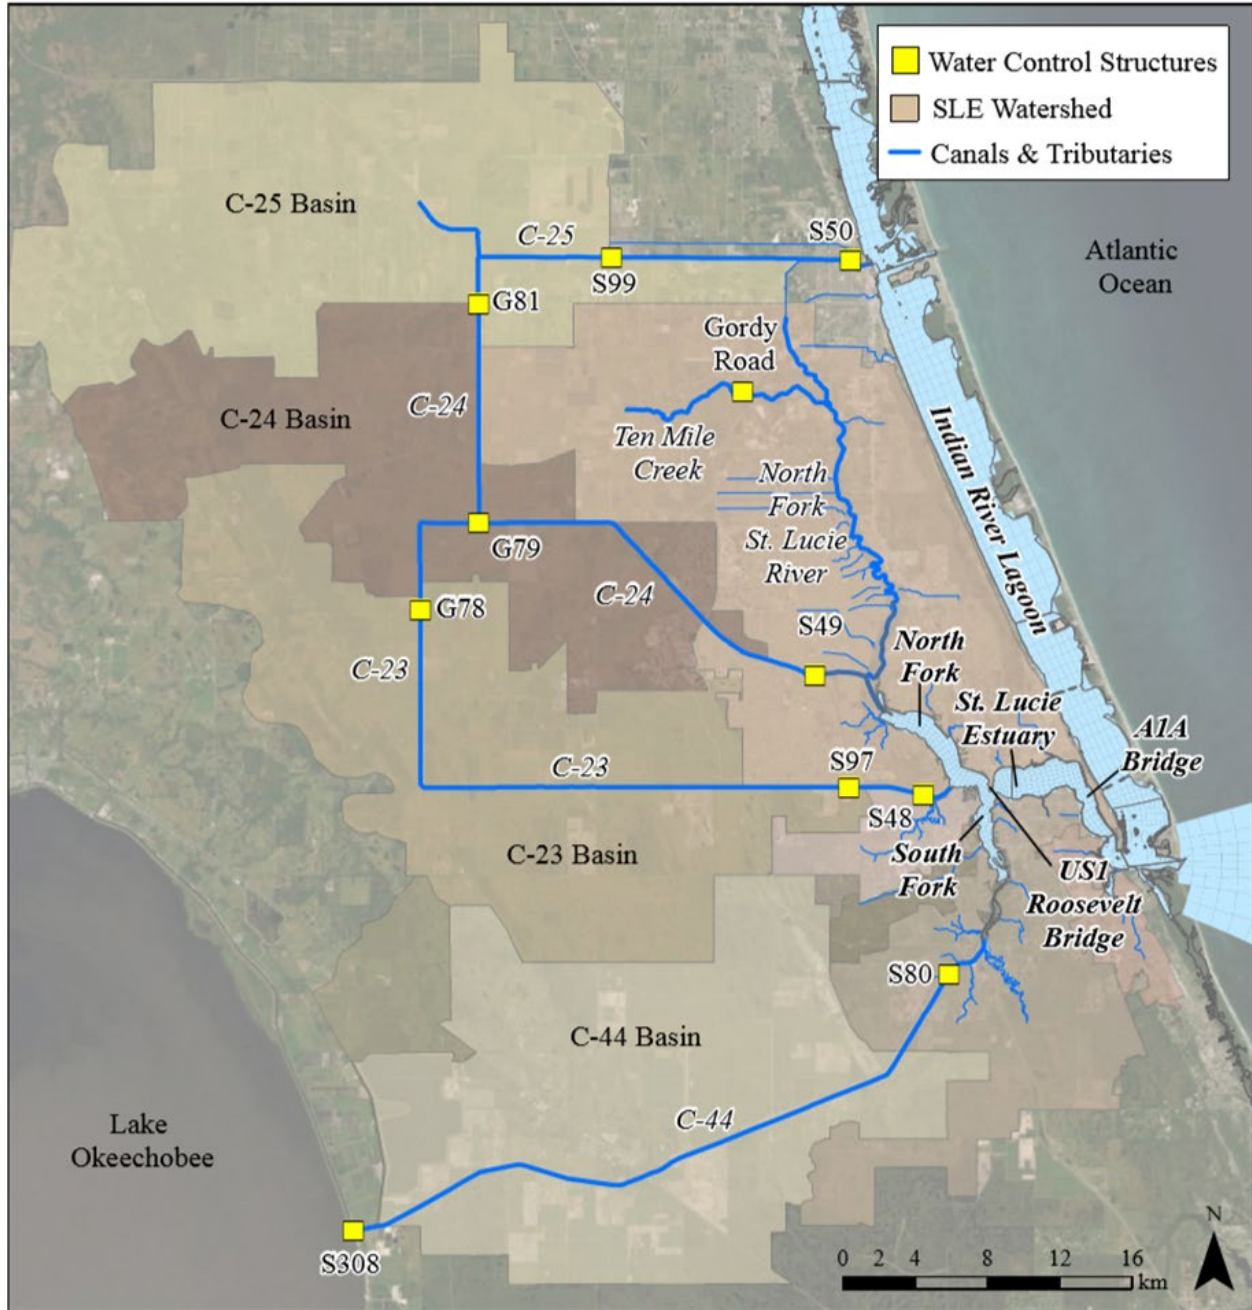 Water Control Structures
SLE Watershed
Canals & Tributaries
C-25 Basin
C-25
S50
S99
Atlantic
Ocean
G81
Gordy
Road
C-24
C-24 Basin
Ten Mile
Creek
North
Fork
St. Lucie
River
Indian River Lagoon
G79
C-24
G78
S49
C-23
North
Fork
St. Lucie
Estuary
A1A
Bridge
C-23
S97
S48
C-23 Basin
South
Fork
US1
Roosevelt
Bridge
S80
C-44 Basin
C-44
Lake
Okeechobee
S308
N
0 2 4 8 12 16
km